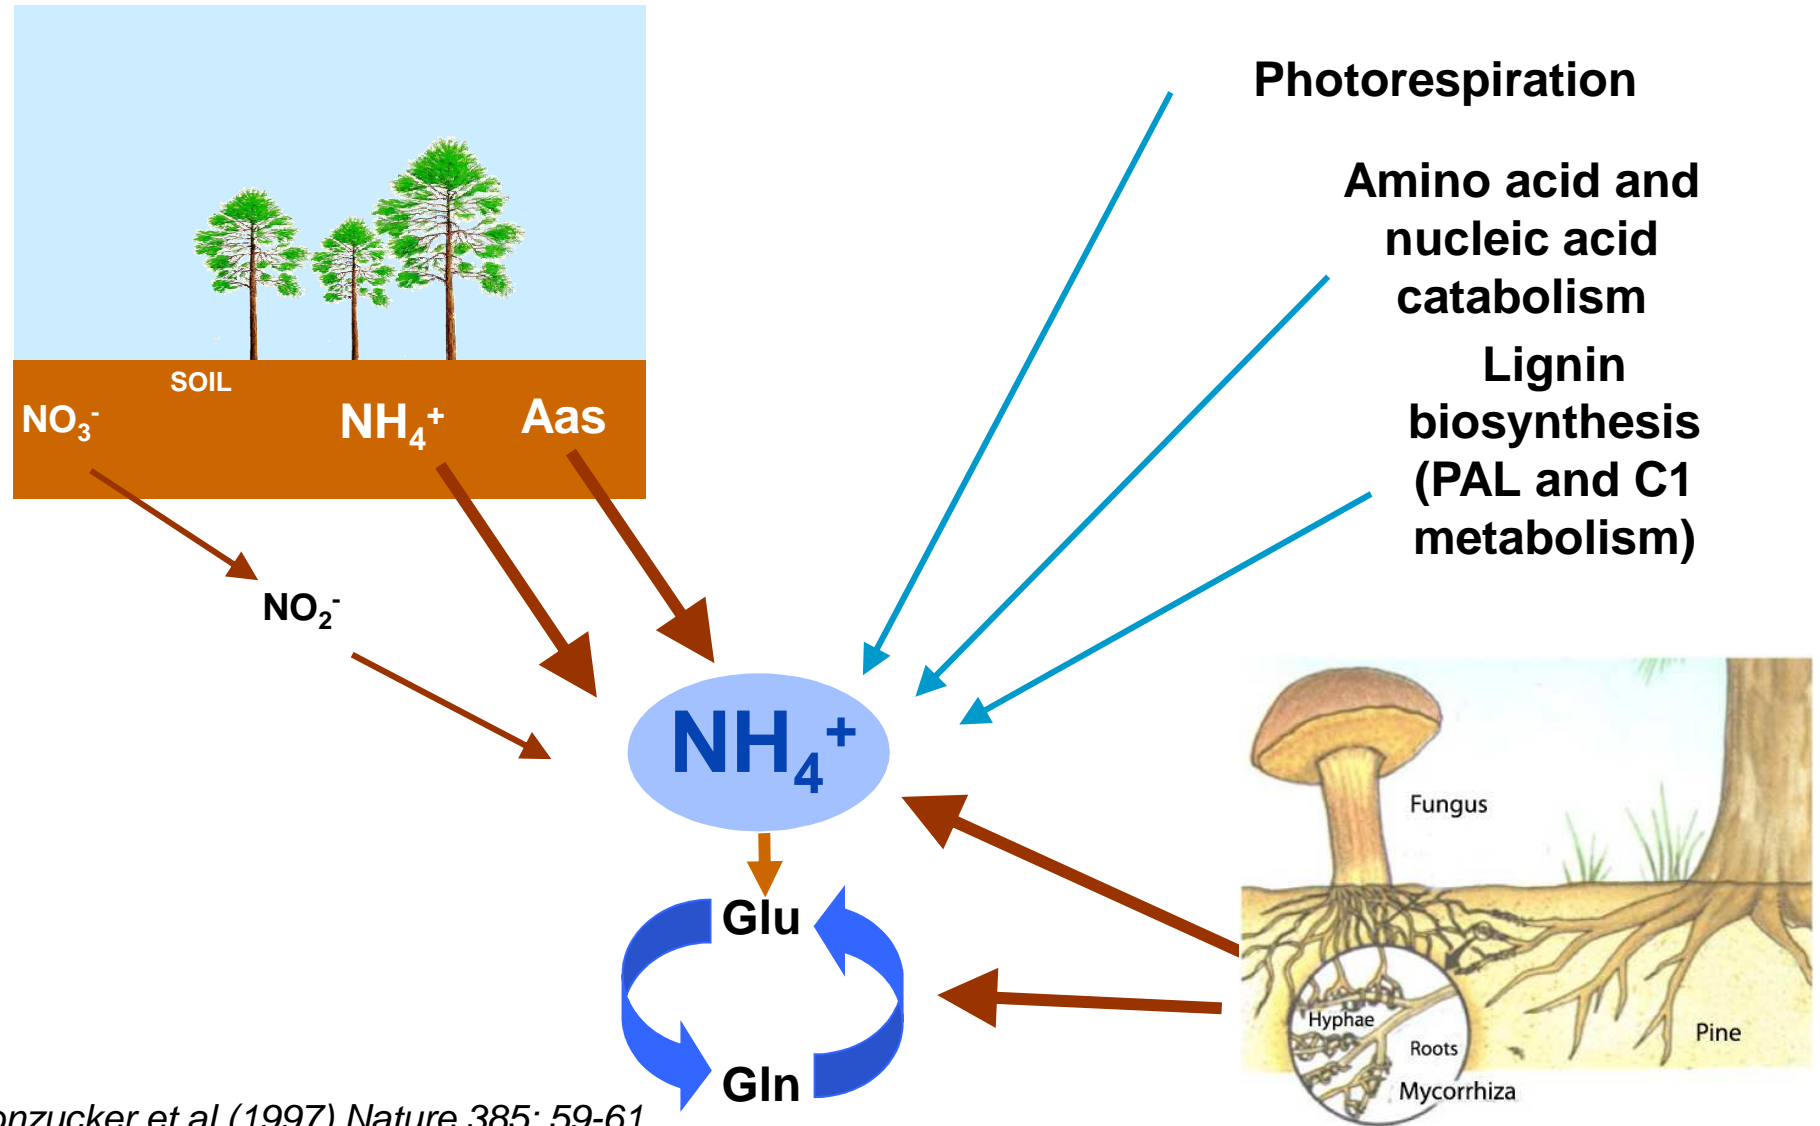 Photorespiration
Amino acid and
nucleic acid
catabolism
Lignin
biosynthesis
(PAL and C1
metabolism)
SOIL
NO₃⁻ NH₄⁺ Aas
NO₂⁻
NH₄⁺
Glu
Gln
Fungus
Hyphae
Roots
Mycorrhiza
Pine
et al (1997) Nature 385: 59-61